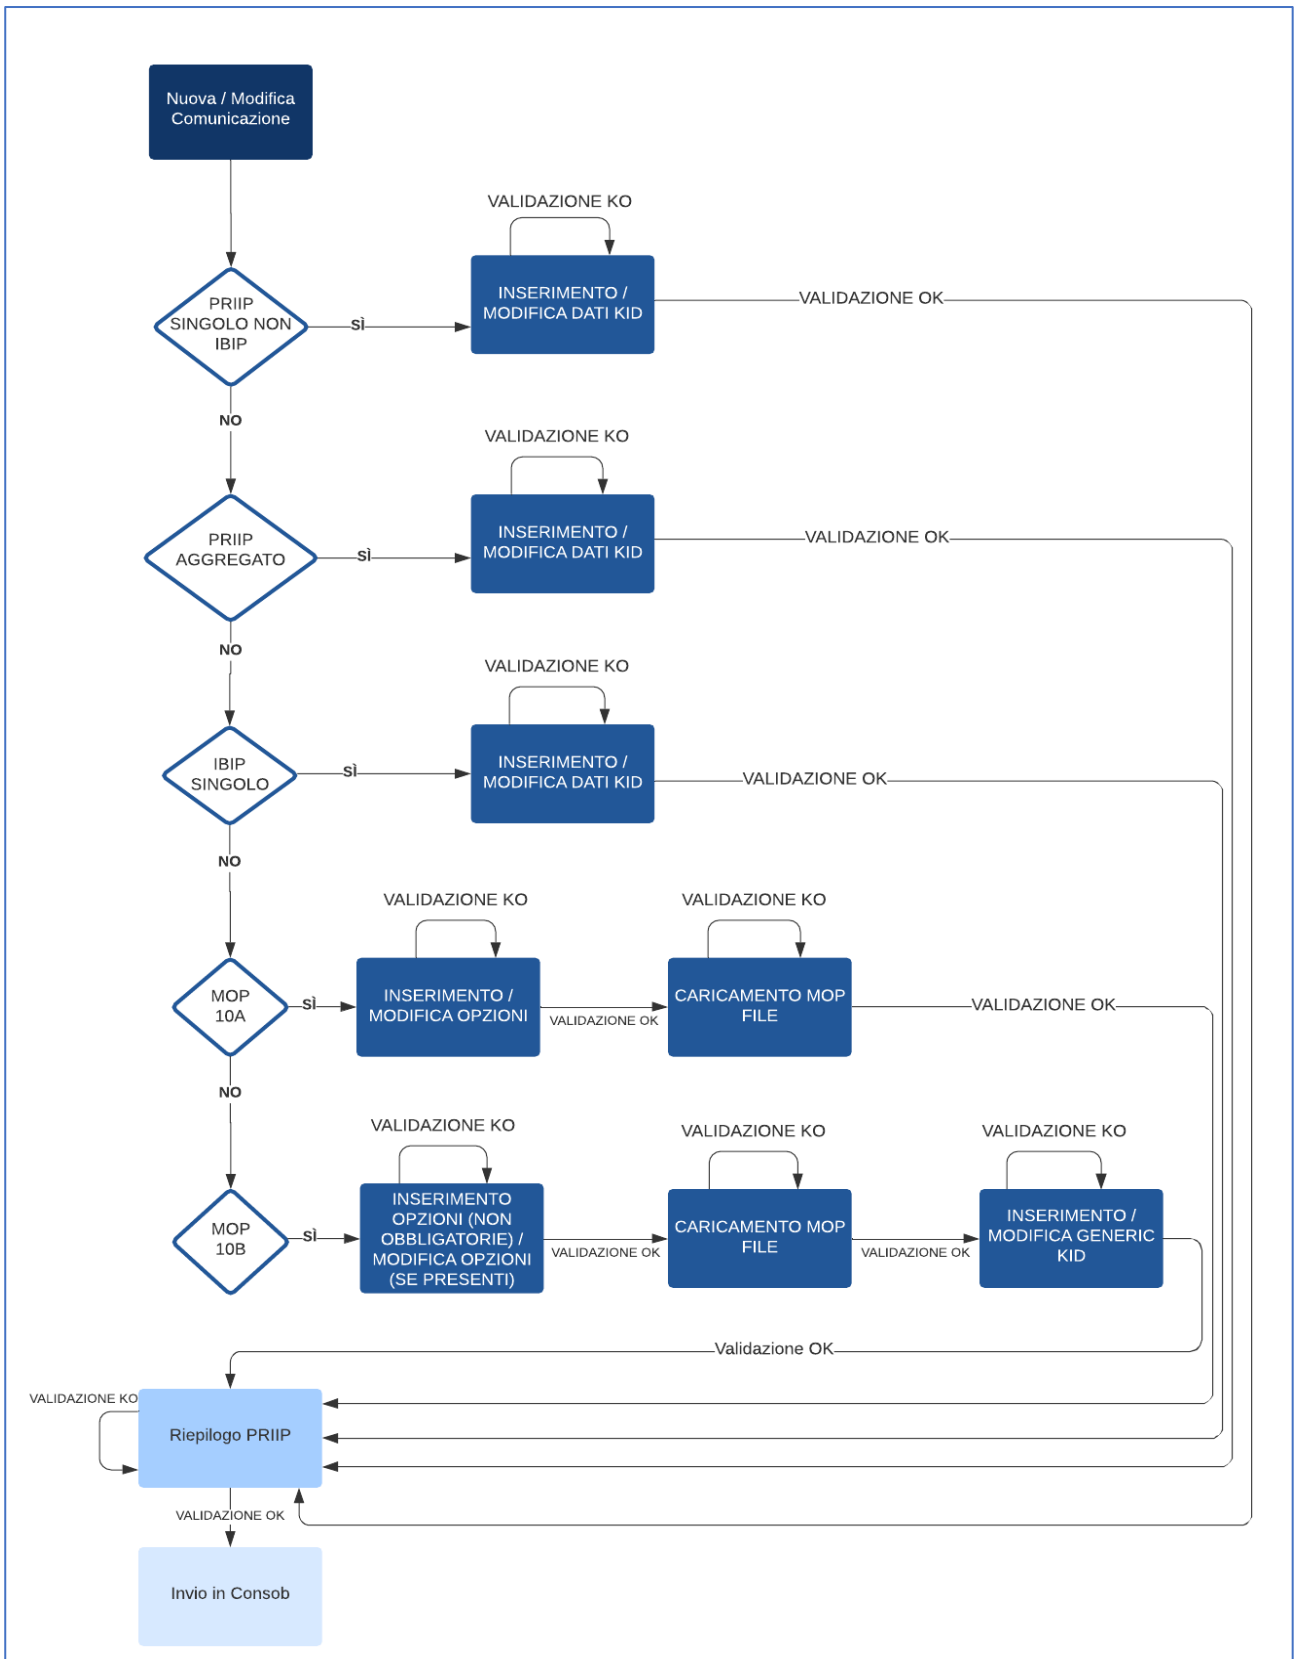 Nuova / Modifica
Comunicazione
VALIDAZIONE KO
INSERIMENTO /
MODIFICA DATI KID
VALIDAZIONE OK
PRIIP
SINGOLO NON
IBIP
SÌ
NO
VALIDAZIONE KO
INSERIMENTO /
MODIFICA DATI KID
VALIDAZIONE OK
PRIIP
AGGREGATO
SÌ
NO
VALIDAZIONE KO
INSERIMENTO /
MODIFICA DATI KID
VALIDAZIONE OK
IBIP
SINGOLO
SÌ
NO
VALIDAZIONE KO
VALIDAZIONE KO
MOP
10A
SÌ
INSERIMENTO /
MODIFICA OPZIONI
VALIDAZIONE OK
CARICAMENTO MOP
FILE
VALIDAZIONE OK
NO
VALIDAZIONE KO
VALIDAZIONE KO
VALIDAZIONE KO
MOP
10B
SÌ
INSERIMENTO
OPZIONI (NON
OBBLIGATORIE) /
MODIFICA OPZIONI
(SE PRESENTI)
VALIDAZIONE OK
CARICAMENTO MOP
FILE
VALIDAZIONE OK
INSERIMENTO /
MODIFICA GENERIC
KID
Validazione OK
VALIDAZIONE KO
Riepilogo PRIIP
VALIDAZIONE OK
Invio in Consob